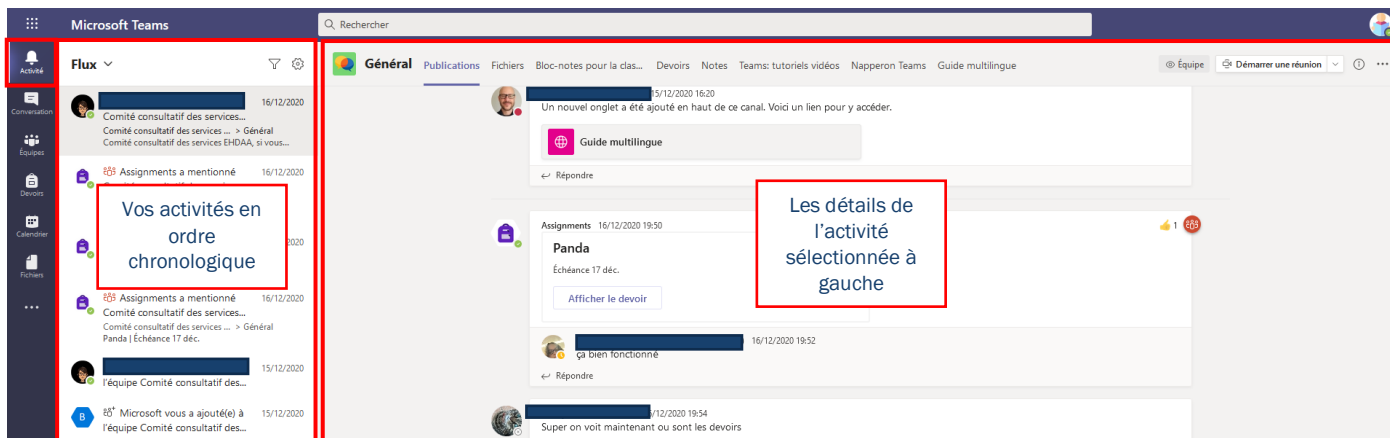 Microsoft Teams
Rechercher
Activité
Conversation
Équipes
Devoirs
Calendrier
Fichiers
Flux
16/12/2020
Comité consultatif des services...
Comité consultatif des services ... > Général
Comité consultatif des services EHDAA, si vous...
Assignments a mentionné 16/12/2020
Vos activités en
ordre
chronologique
Assignments a mentionné 16/12/2020
Comité consultatif des services...
Comité consultatif des services ... > Général
Panda | Échéance 17 déc.
15/12/2020
l'équipe Comité consultatif des...
B
Microsoft vous a ajouté(e) à 15/12/2020
l'équipe Comité consultatif des...
Général Publications Fichiers Bloc-notes pour la clas... Devoirs Notes Teams: tutoriels vidéos Napperon Teams Guide multilingue
Équipe Démarrer une réunion
15/12/2020 16:20
Un nouvel onglet a été ajouté en haut de ce canal. Voici un lien pour y accéder.
Guide multilingue
Répondre
Assignments 16/12/2020 19:50
1
Panda
Échéance 17 déc.
Afficher le devoir
Les détails de
l'activité
sélectionnée à
gauche
16/12/2020 19:52
ça bien fonctionné
Répondre
/12/2020 19:54
Super on voit maintenant ou sont les devoirs